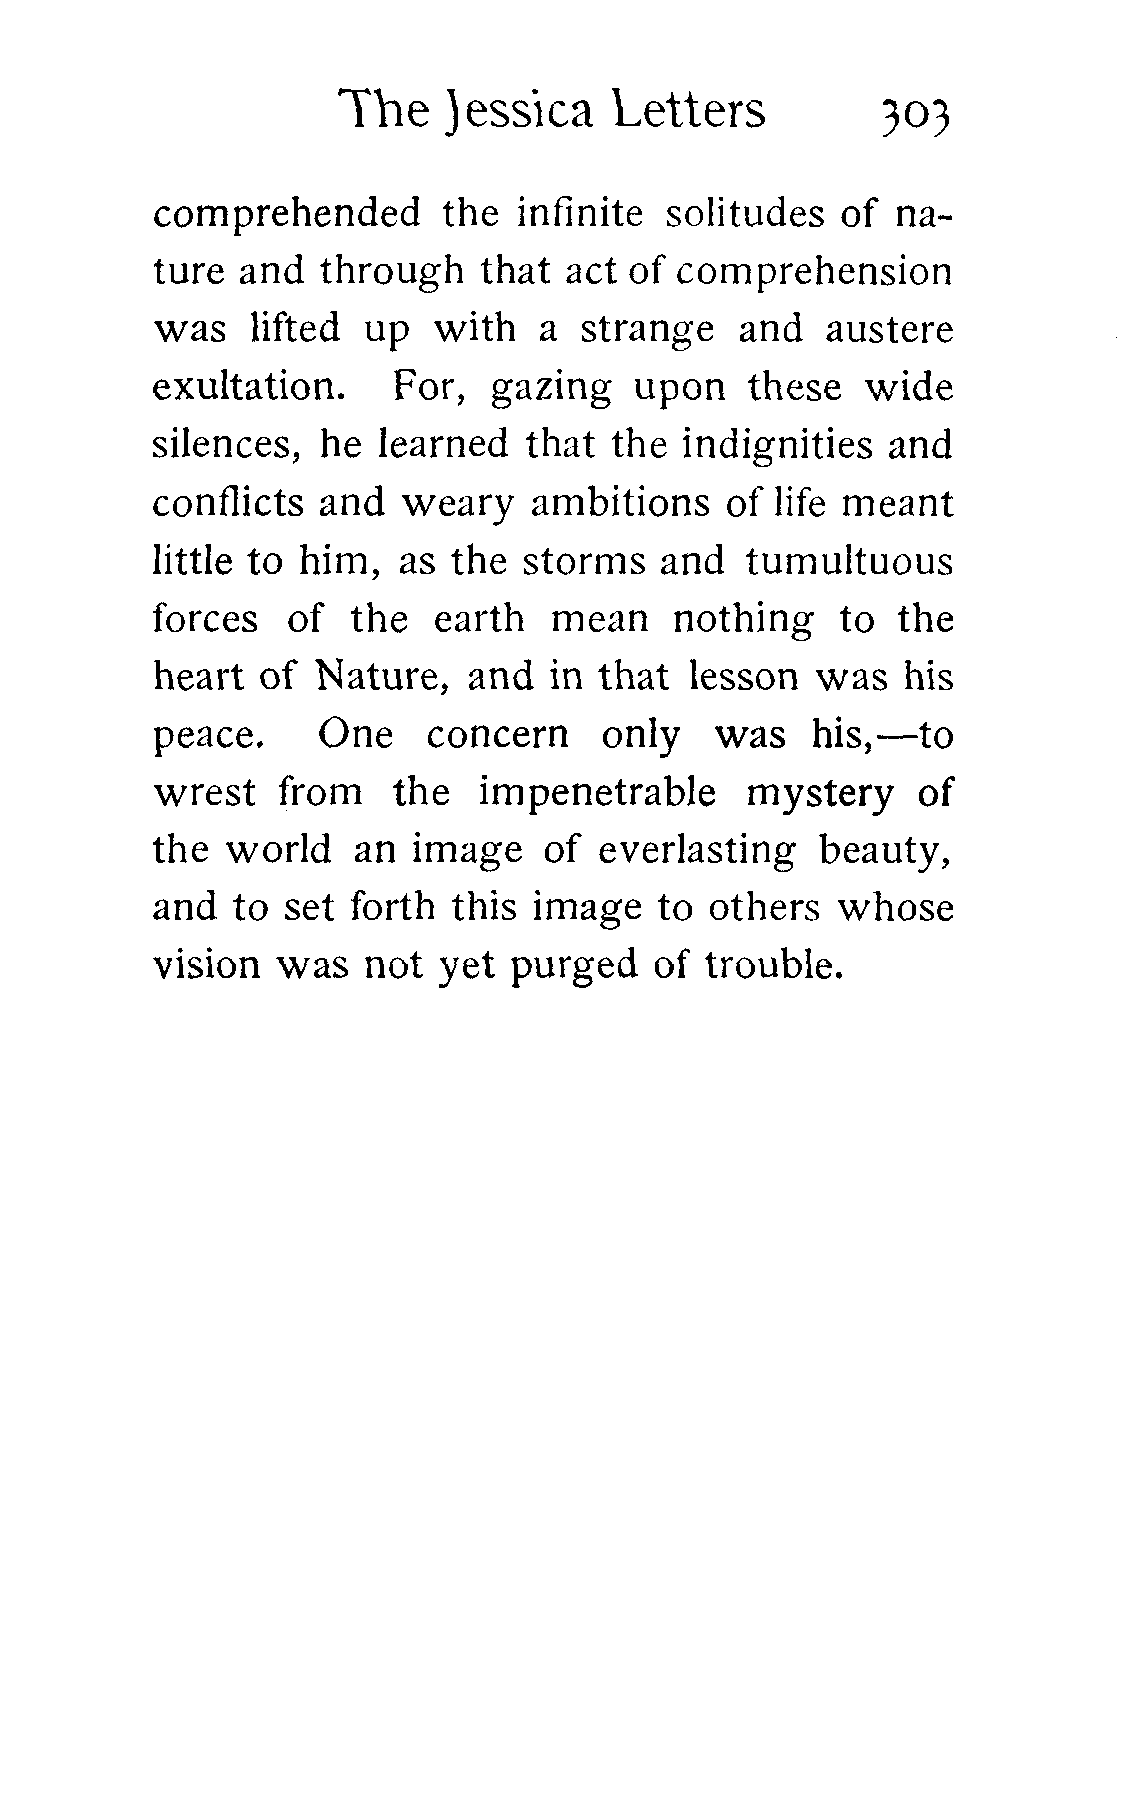 The Jessica Letters 303
comprehended the infinite solitudes of na-
ture and through that act of comprehension
was lifted up with a strange and austere
exultation. For, gazing upon these wide
silences, he learned that the indignities and
conflicts and weary ambitions of life meant
little to him, as the storms and tumultuous
forces of the earth mean nothing to the
heart of Nature, and in that lesson was his
peace. One concern only was his,—to
wrest from the impenetrable mystery of
the world an image of everlasting beauty,
and to set forth this image to others whose
vision was not yet purged of trouble.